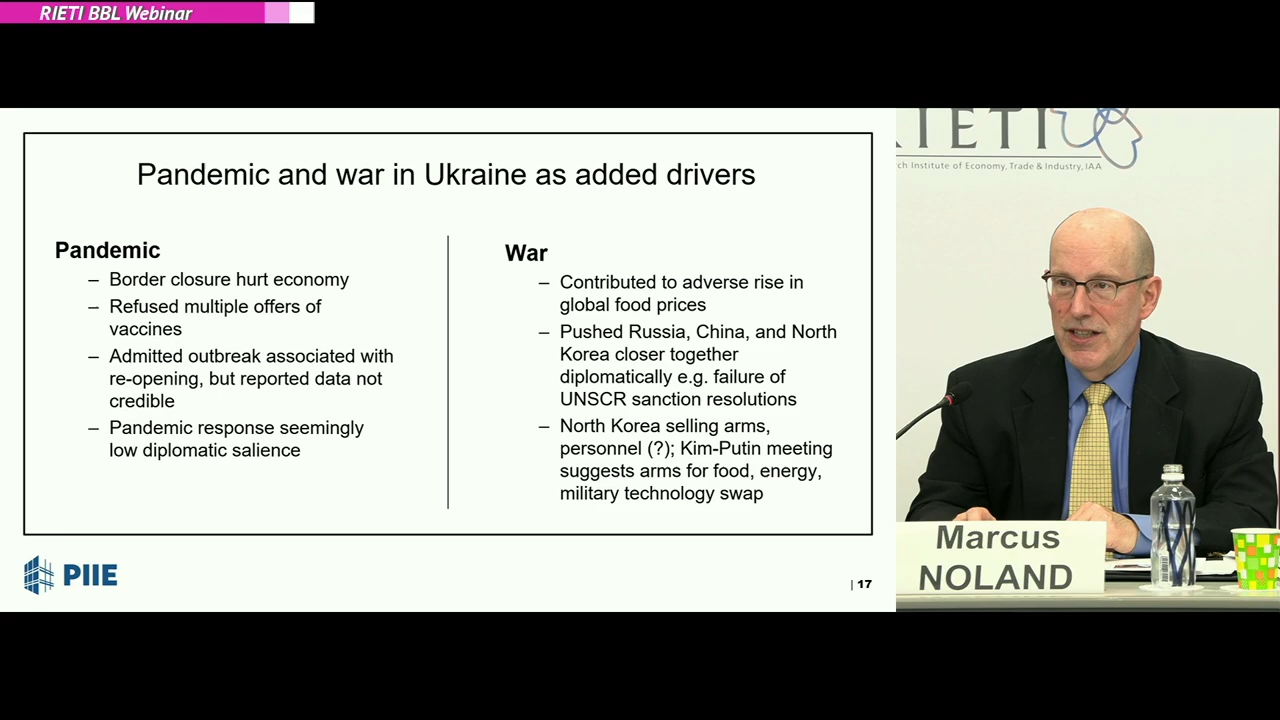 RIETI BBL Webinar
Pandemic and war in Ukraine as added drivers
Pandemic
– Border closure hurt economy
– Refused multiple offers of
vaccines
– Admitted outbreak associated with
re-opening, but reported data not
credible
– Pandemic response seemingly
low diplomatic salience
War
– Contributed to adverse rise in
global food prices
– Pushed Russia, China, and North
Korea closer together
diplomatically e.g. failure of
UNSCR sanction resolutions
– North Korea selling arms,
personnel (?); Kim-Putin meeting
suggests arms for food, energy,
military technology swap
PIIE
| 17
RIETI
ch Institute of Economy, Trade & Industry, IAA
Marcus
NOLAND